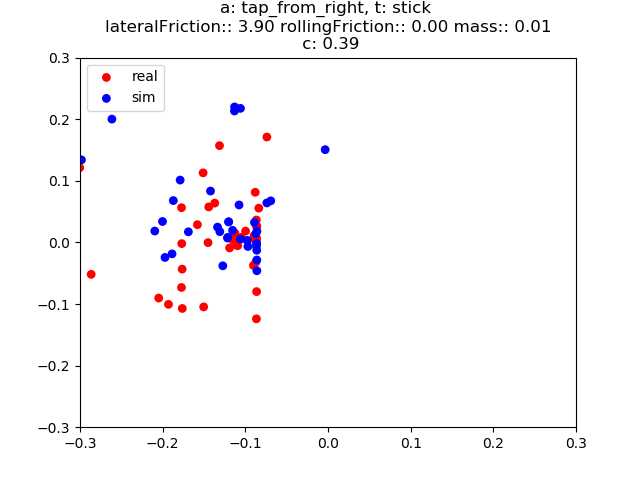 a: tap_from_right, t: stick
lateralFriction:: 3.90 rollingFriction:: 0.00 mass:: 0.01
c: 0.39
real
sim
0.3
0.2
0.1
0.0
−0.1
−0.2
−0.3
−0.3 −0.2 −0.1 0.0 0.1 0.2 0.3